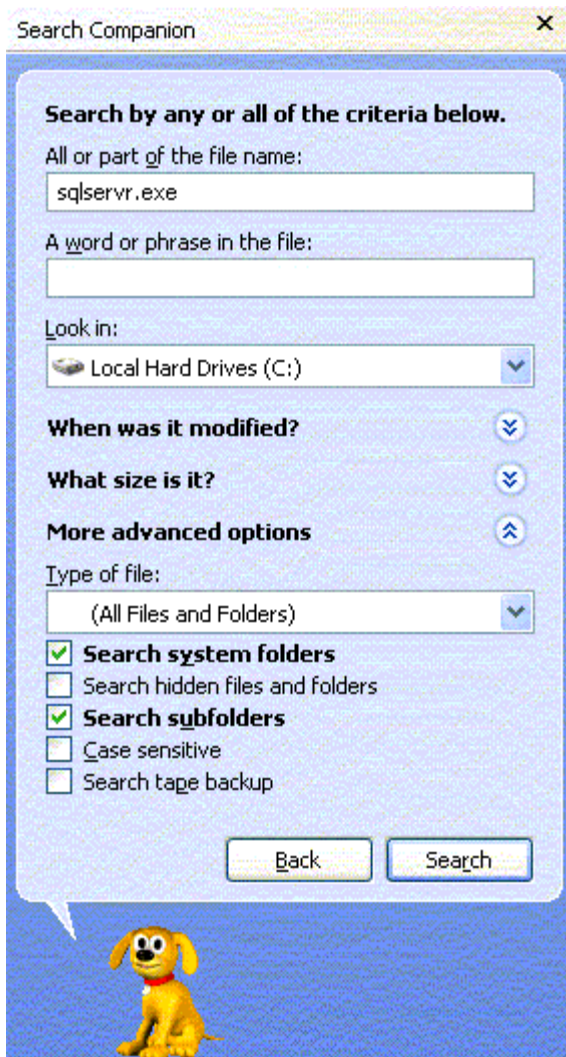 Search Companion
Search by any or all of the criteria below.
All or part of the file name:
sqlservr.exe
A word or phrase in the file:
Look in:
Local Hard Drives (C:)
When was it modified?
What size is it?
More advanced options
Type of file:
(All Files and Folders)
Search system folders
Search hidden files and folders
Search subfolders
Case sensitive
Search tape backup
Back
Search